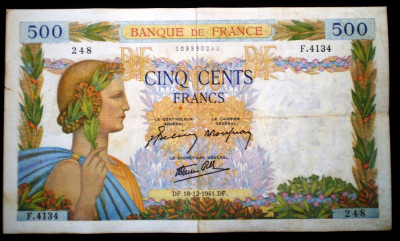 500 BANQUE DE FRANCE 500
248 F.4134
CINQ CENTS
FRANCS
LE CONTRÔLEUR GÉNÉRAL LE CAISSIER GÉNÉRAL
LE SECRÉTAIRE GÉNÉRAL
DF.18-12-1941.DF.
F.4134 248